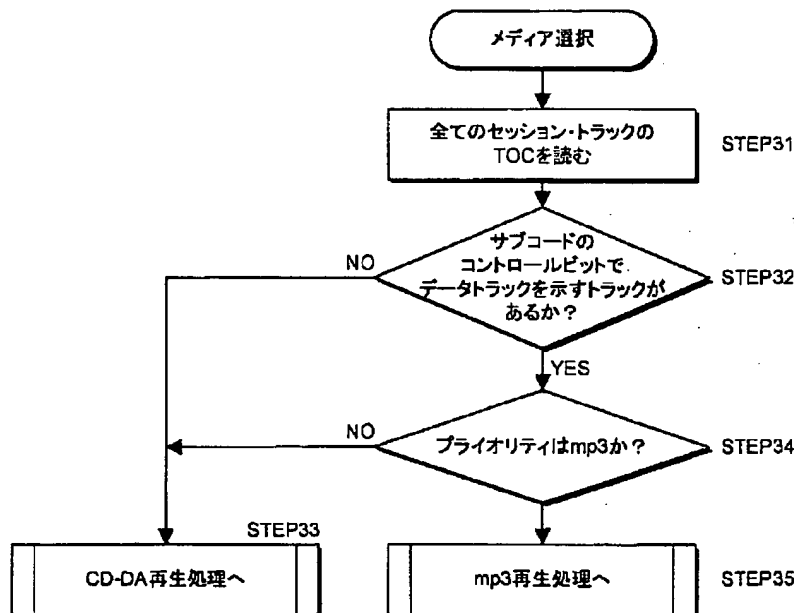 メディア選択
全てのセッション・トラックの
TOCを読む
STEP31
サブコードの
コントロールビットで
データトラックを示すトラックが
あるか？
STEP32
NO
YES
プライオリティはmp3か？
STEP34
NO
STEP33
CD-DA再生処理へ
mp3再生処理へ
STEP35